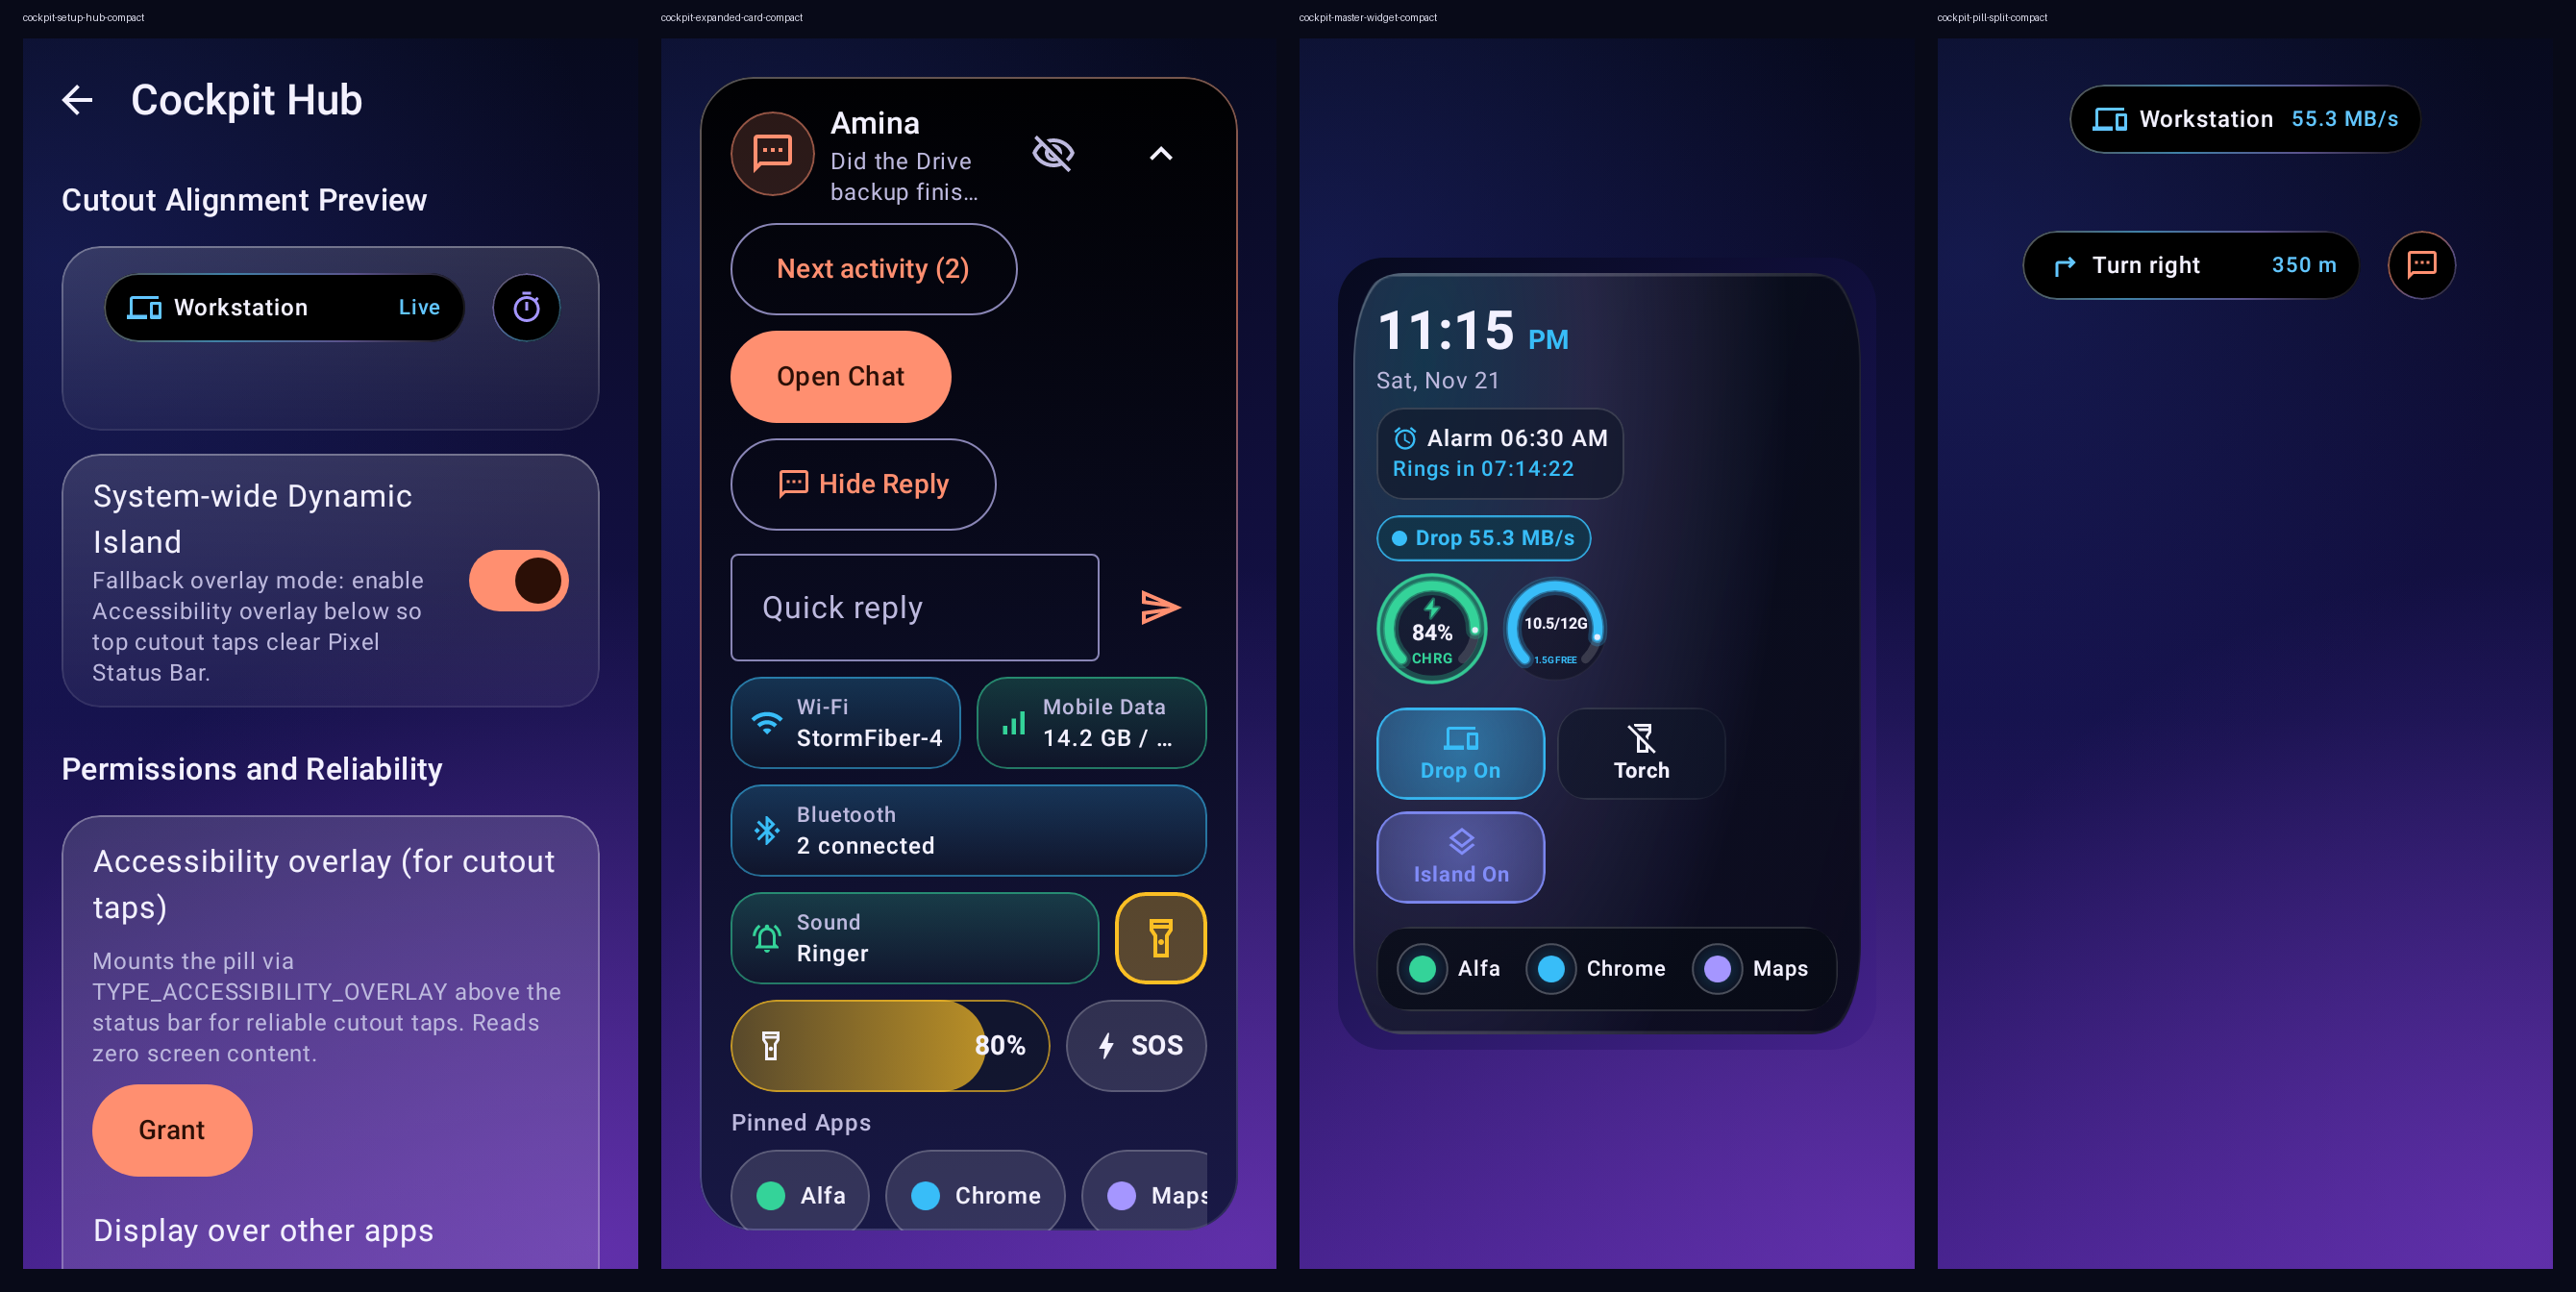 cockpit-setup-hub-compact
Cockpit Hub
Cutout Alignment Preview
Workstation Live
System-wide Dynamic
Island
Fallback overlay mode: enable
Accessibility overlay below so
top cutout taps clear Pixel
Status Bar.
Permissions and Reliability
Accessibility overlay (for cutout
taps)
Mounts the pill via
TYPE_ACCESSIBILITY_OVERLAY above the
status bar for reliable cutout taps. Reads
zero screen content.
Grant
Display over other apps
cockpit-expanded-card-compact
Amina
Did the Drive
backup finis...
Next activity (2)
Open Chat
Hide Reply
Quick reply
Wi-Fi
StormFiber-4
Mobile Data
14.2 GB / ...
Bluetooth
2 connected
Sound
Ringer
80%
SOS
Pinned Apps
Alfa
Chrome
Maps
cockpit-master-widget-compact
11:15 PM
Sat, Nov 21
Alarm 06:30 AM
Rings in 07:14:22
Drop 55.3 MB/s
84%
CHRG
10.5/12G
1.5G FREE
Drop On
Torch
Island On
Alfa
Chrome
Maps
cockpit-pill-split-compact
Workstation 55.3 MB/s
Turn right 350 m